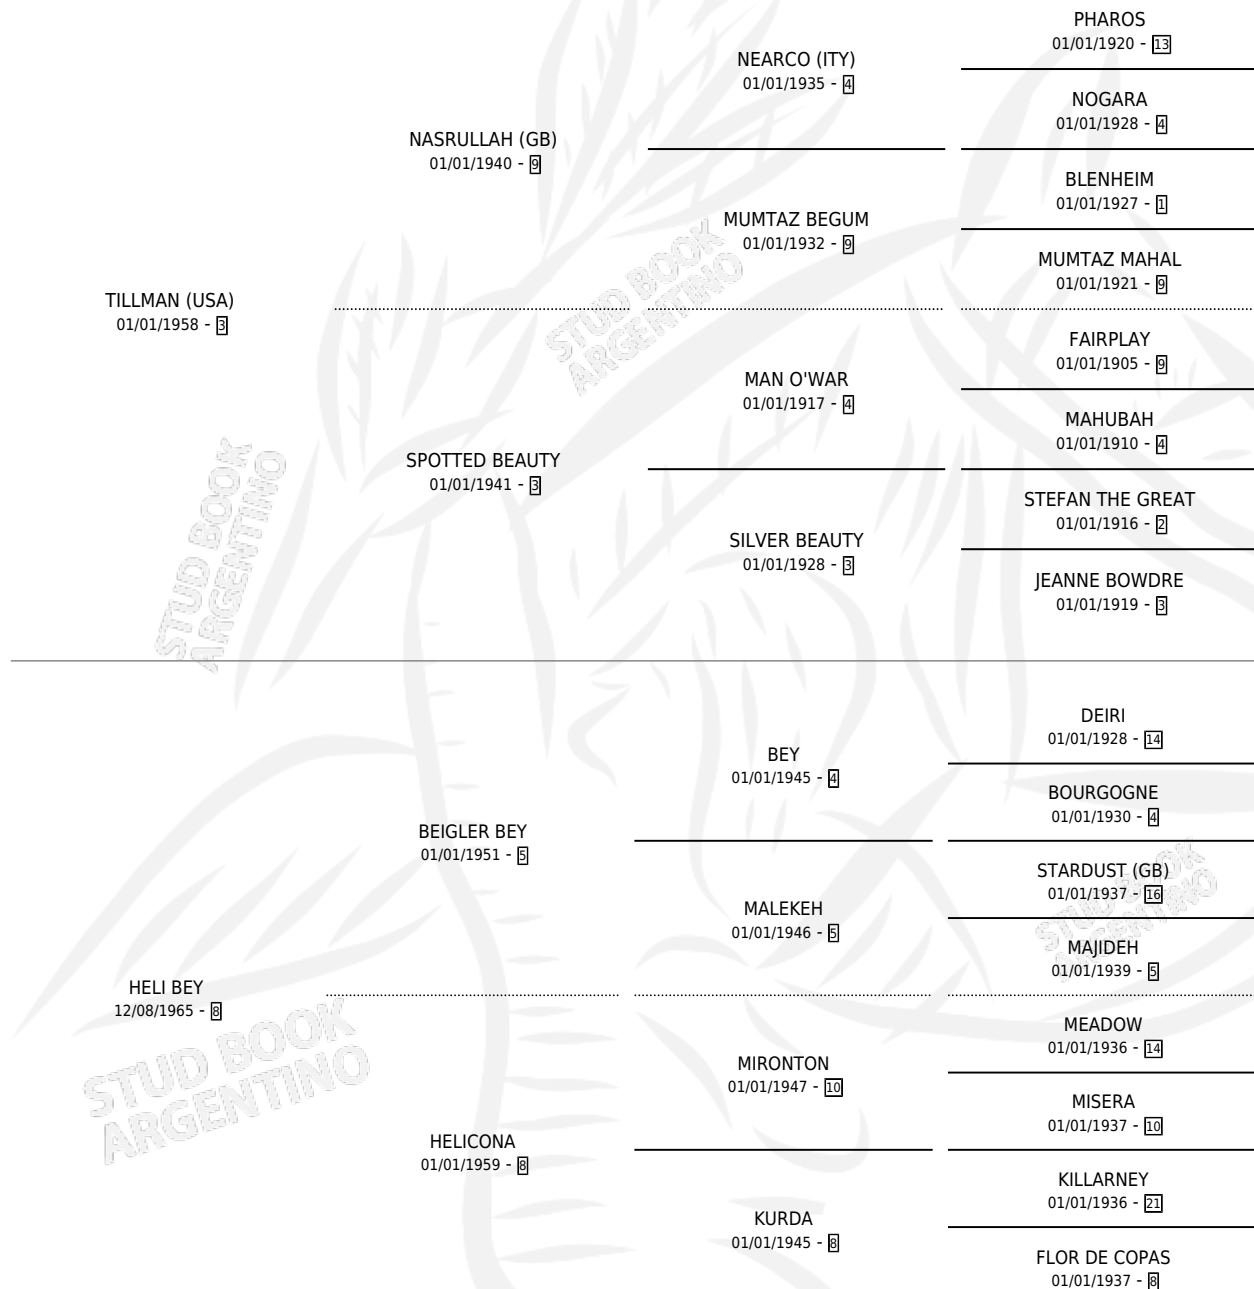 PHAROS
01/01/1920 - 13
NEARCO (ITY)
01/01/1935 - 4
NOGARA
01/01/1928 - 4
NASRULLAH (GB)
01/01/1940 - 9
BLENHEIM
01/01/1927 - 1
MUMTAZ BEGUM
01/01/1932 - 9
MUMTAZ MAHAL
01/01/1921 - 9
TILLMAN (USA)
01/01/1958 - 3
STUD BOOK
ARGENTINO
FAIRPLAY
01/01/1905 - 9
MAN O'WAR
01/01/1917 - 4
MAHUBAH
01/01/1910 - 4
SPOTTED BEAUTY
01/01/1941 - 3
STEFAN THE GREAT
01/01/1916 - 2
SILVER BEAUTY
01/01/1928 - 3
JEANNE BOWDRE
01/01/1919 - 3
STUD BOOK
ARGENTINO
DEIRI
01/01/1928 - 14
BEY
01/01/1945 - 4
BOURGOGNE
01/01/1930 - 4
BEIGLER BEY
01/01/1951 - 5
STARDUST (GB)
01/01/1937 - 16
MALEKEH
01/01/1946 - 5
MAJIDEH
01/01/1939 - 5
STUD BOOK
ARGENTINO
HELI BEY
12/08/1965 - 8
MEADOW
01/01/1936 - 14
MIRONTON
01/01/1947 - 10
MISERA
01/01/1937 - 10
STUD BOOK
ARGENTINO
HELICONA
01/01/1959 - 8
KILLARNEY
01/01/1936 - 21
KURDA
01/01/1945 - 8
FLOR DE COPAS
01/01/1937 - 8